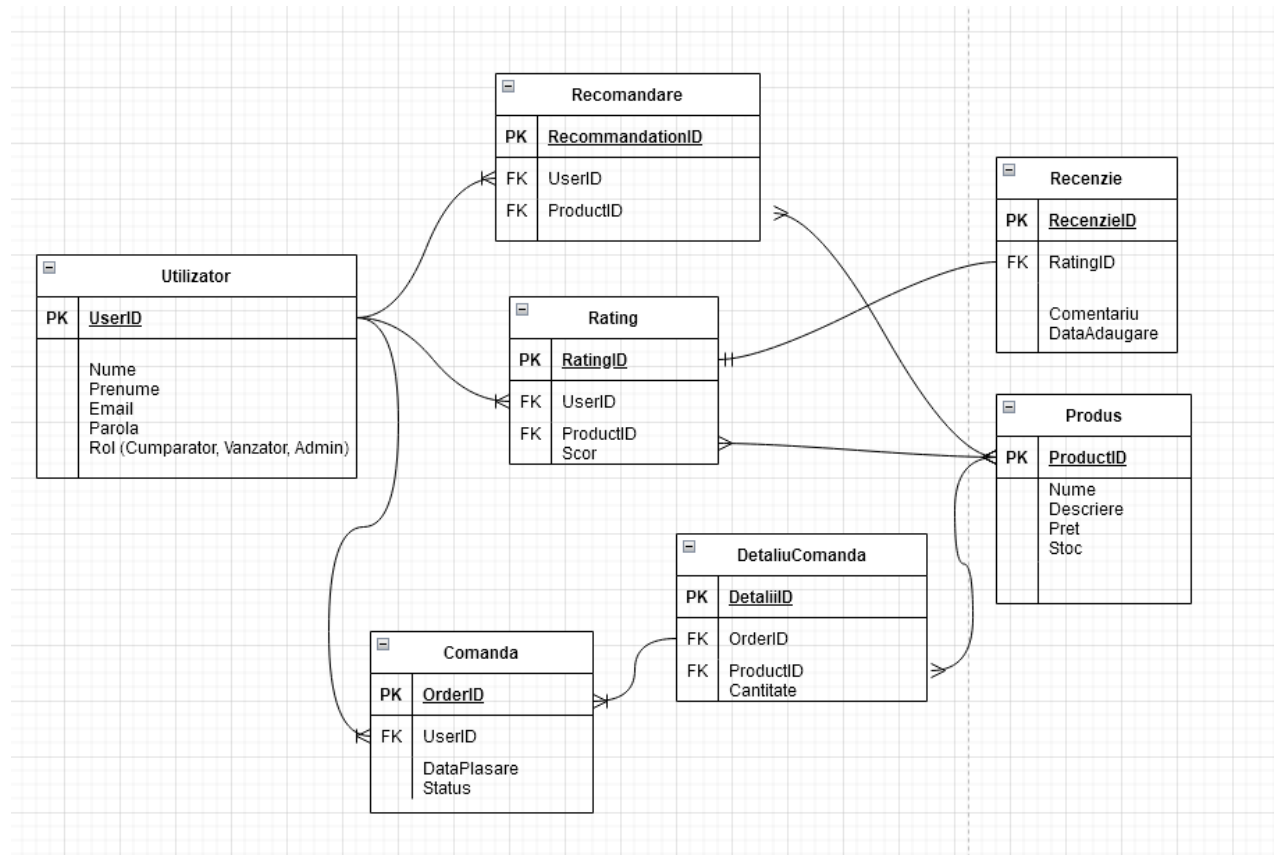 Recomandare
PK RecommandationID
FK UserID
FK ProductID
Recenzie
PK RecenzieID
FK RatingID
Comentariu
DataAdaugare
Utilizator
PK UserID
Nume
Prenume
Email
Parola
Rol (Cumparator, Vanzator, Admin)
Rating
PK RatingID
FK UserID
FK ProductID
Scor
Produs
PK ProductID
Nume
Descriere
Pret
Stoc
DetaliuComanda
PK DetaliiID
FK OrderID
FK ProductID
Cantitate
Comanda
PK OrderID
FK UserID
DataPlasare
Status